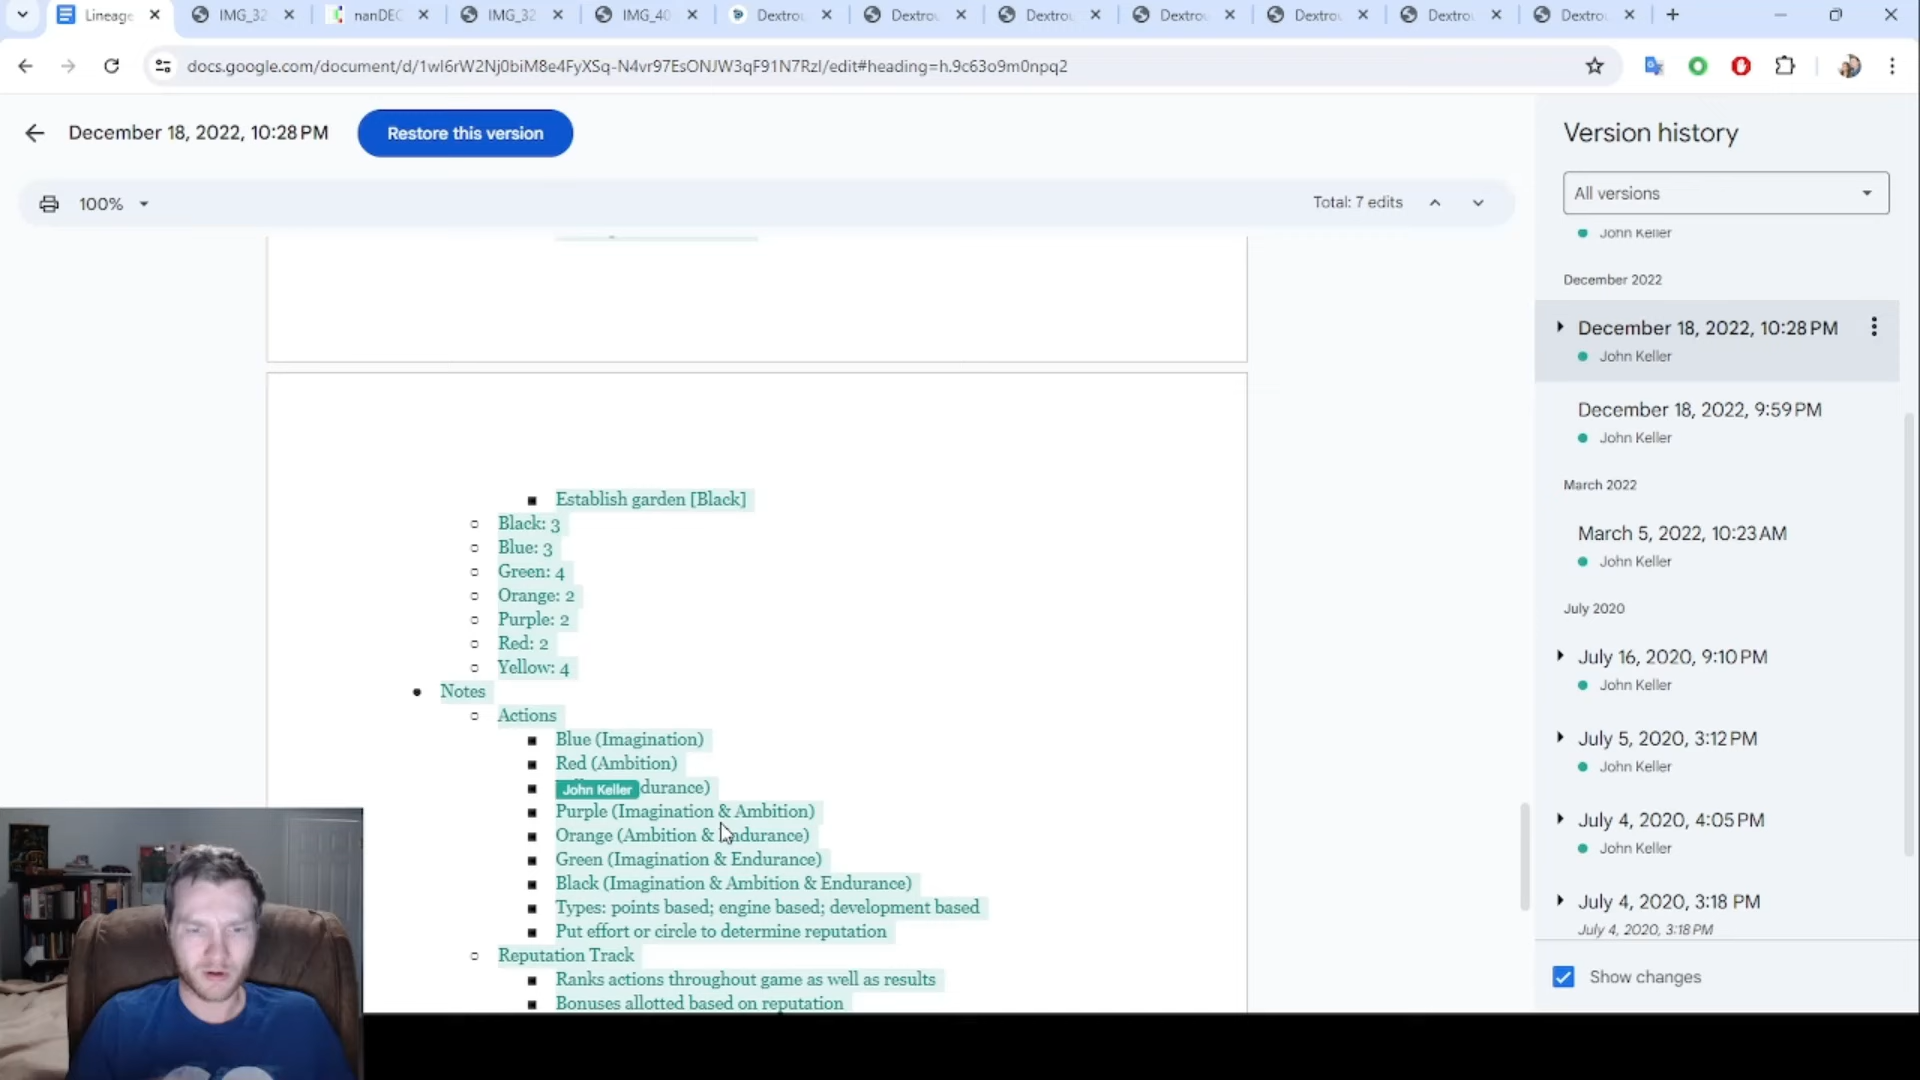 Lineage
IMG_32
nanDEC
IMG_32
IMG_40
Dextrou
Dextrou
Dextrou
Dextrou
Dextrou
Dextrou
Dextrou
docs.google.com/document/d/1wl6rW2Nj0biM8e4FyXSq-N4vr97EsONJW3qF91N7RzI/edit#heading=h.9c63o9m0npq2
December 18, 2022, 10:28 PM
Restore this version
100%
Total: 7 edits
Establish garden [Black]
Black: 3
Blue: 3
Green: 4
Orange: 2
Purple: 2
Red: 2
Yellow: 4
Notes
Actions
Blue (Imagination)
Red (Ambition)
John Keller durance)
Purple (Imagination & Ambition)
Orange (Ambition & Endurance)
Green (Imagination & Endurance)
Black (Imagination & Ambition & Endurance)
Types: points based; engine based; development based
Put effort or circle to determine reputation
Reputation Track
Ranks actions throughout game as well as results
Bonuses allotted based on reputation
Version history
All versions
John Keller
December 2022
December 18, 2022, 10:28 PM
John Keller
December 18, 2022, 9:59 PM
John Keller
March 2022
March 5, 2022, 10:23 AM
John Keller
July 2020
July 16, 2020, 9:10 PM
John Keller
July 5, 2020, 3:12 PM
John Keller
July 4, 2020, 4:05 PM
John Keller
July 4, 2020, 3:18 PM
July 4, 2020, 3:18 PM
Show changes